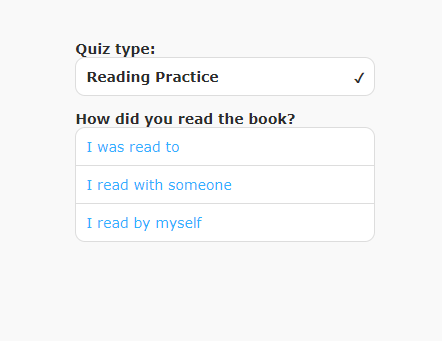 Quiz type:
Reading Practice ✓
How did you read the book?
I was read to
I read with someone
I read by myself